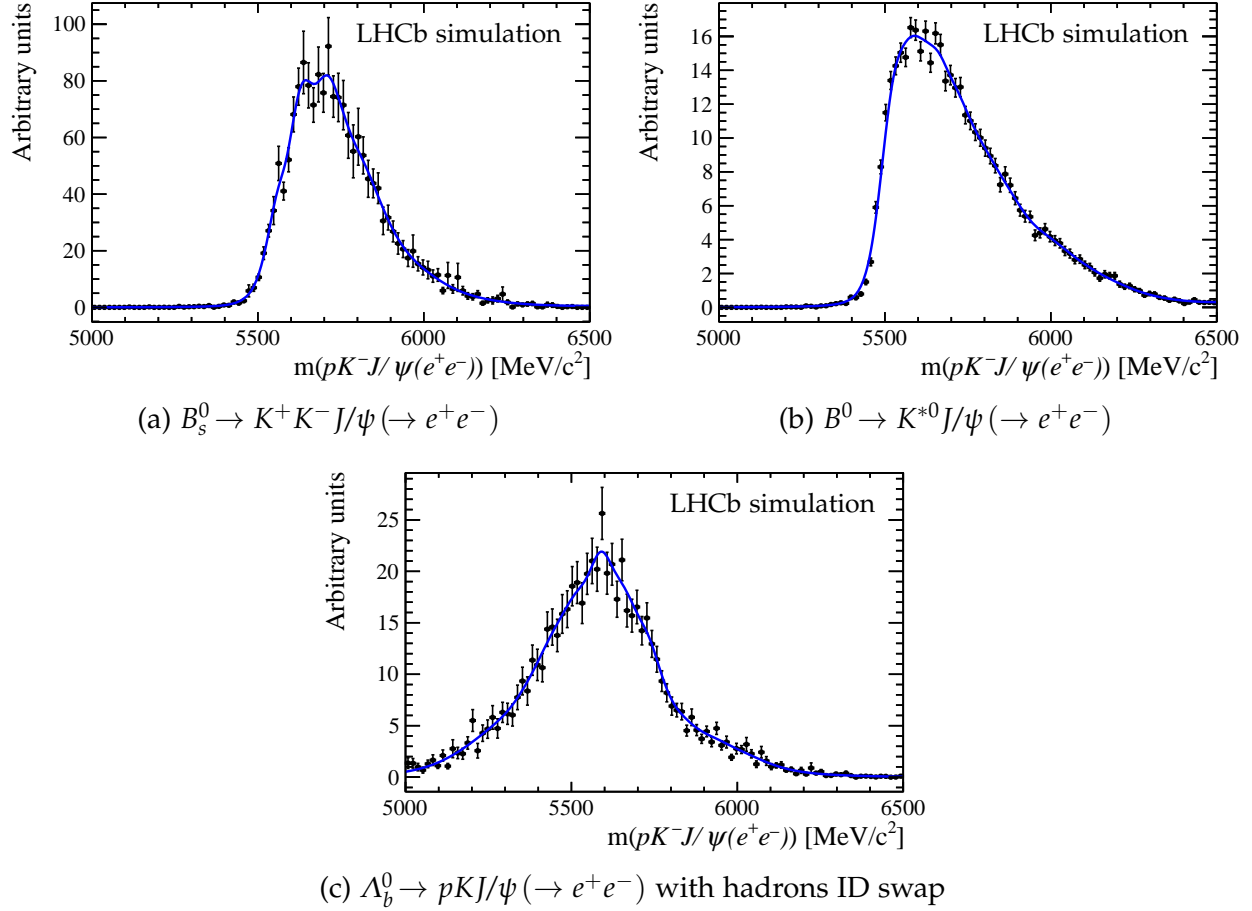 LHCb simulation
Arbitrary units
100
80
60
40
20
0
5000 5500 6000 6500
m(pK⁻J/ψ(e⁺e⁻)) [MeV/c²]
(a) B⁰ₛ → K⁺K⁻J/ψ (→ e⁺e⁻)
LHCb simulation
Arbitrary units
16
14
12
10
8
6
4
2
0
5000 5500 6000 6500
m(pK⁻J/ψ(e⁺e⁻)) [MeV/c²]
(b) B⁰ → K*⁰J/ψ (→ e⁺e⁻)
LHCb simulation
Arbitrary units
25
20
15
10
5
0
5000 5500 6000 6500
m(pK⁻J/ψ(e⁺e⁻)) [MeV/c²]
(c) Λ⁰_b → pKJ/ψ (→ e⁺e⁻) with hadrons ID swap